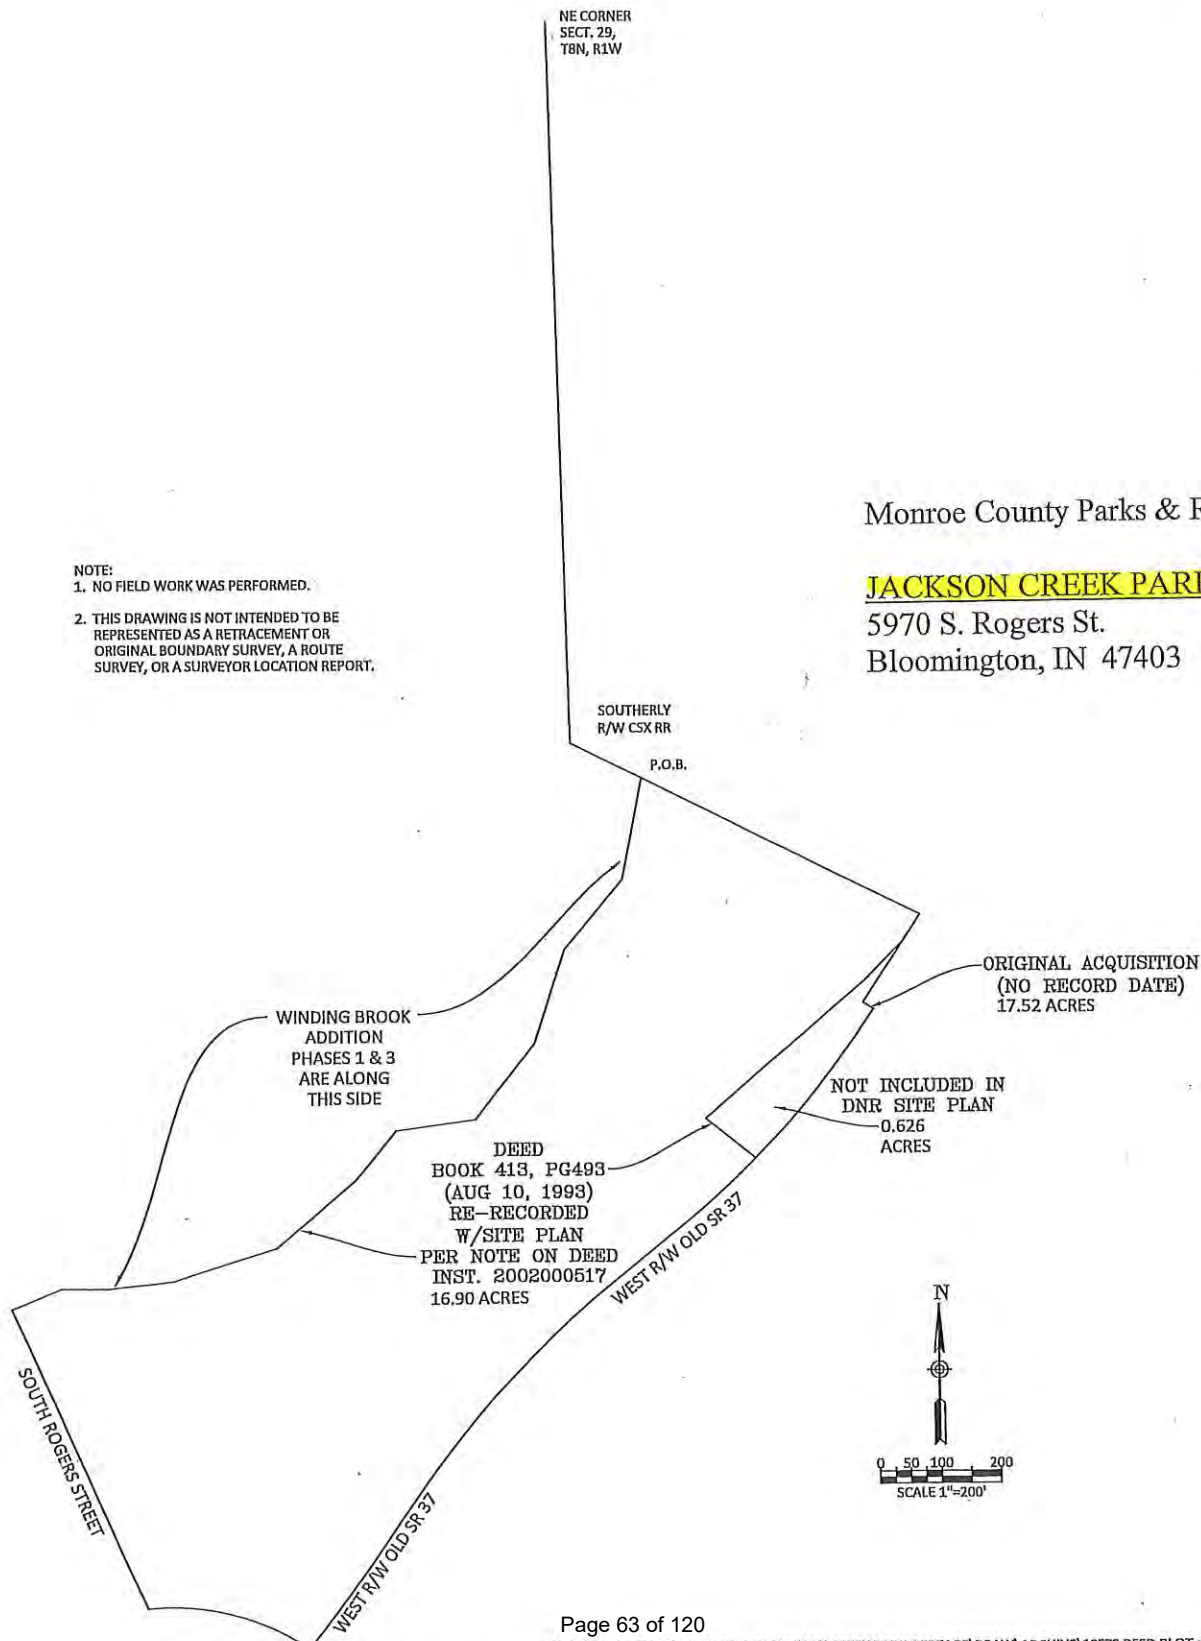 NE CORNER
SECT. 29,
T8N, R1W
Monroe County Parks &
JACKSON CREEK PARK
5970 S. Rogers St.
Bloomington, IN 47403
NOTE:
1. NO FIELD WORK WAS PERFORMED.
2. THIS DRAWING IS NOT INTENDED TO BE
REPRESENTED AS A RETRACEMENT OR
ORIGINAL BOUNDARY SURVEY, A ROUTE
SURVEY, OR A SURVEYOR LOCATION REPORT.
SOUTHERLY
R/W CSX RR
P.O.B.
ORIGINAL ACQUISITION
(NO RECORD DATE)
17.52 ACRES
WINDING BROOK
ADDITION
PHASES 1 & 3
ARE ALONG
THIS SIDE
NOT INCLUDED IN
DNR SITE PLAN
0.626
ACRES
DEED
BOOK 413, PG493
(AUG 10, 1993)
RE-RECORDED
W/SITE PLAN
PER NOTE ON DEED
INST. 2002000517
16.90 ACRES
WEST R/W OLD SR 37
SOUTH ROGERS STREET
WEST R/W OLD SR 37
N
0 50 100 200
SCALE 1"=200'
Page 63 of 120